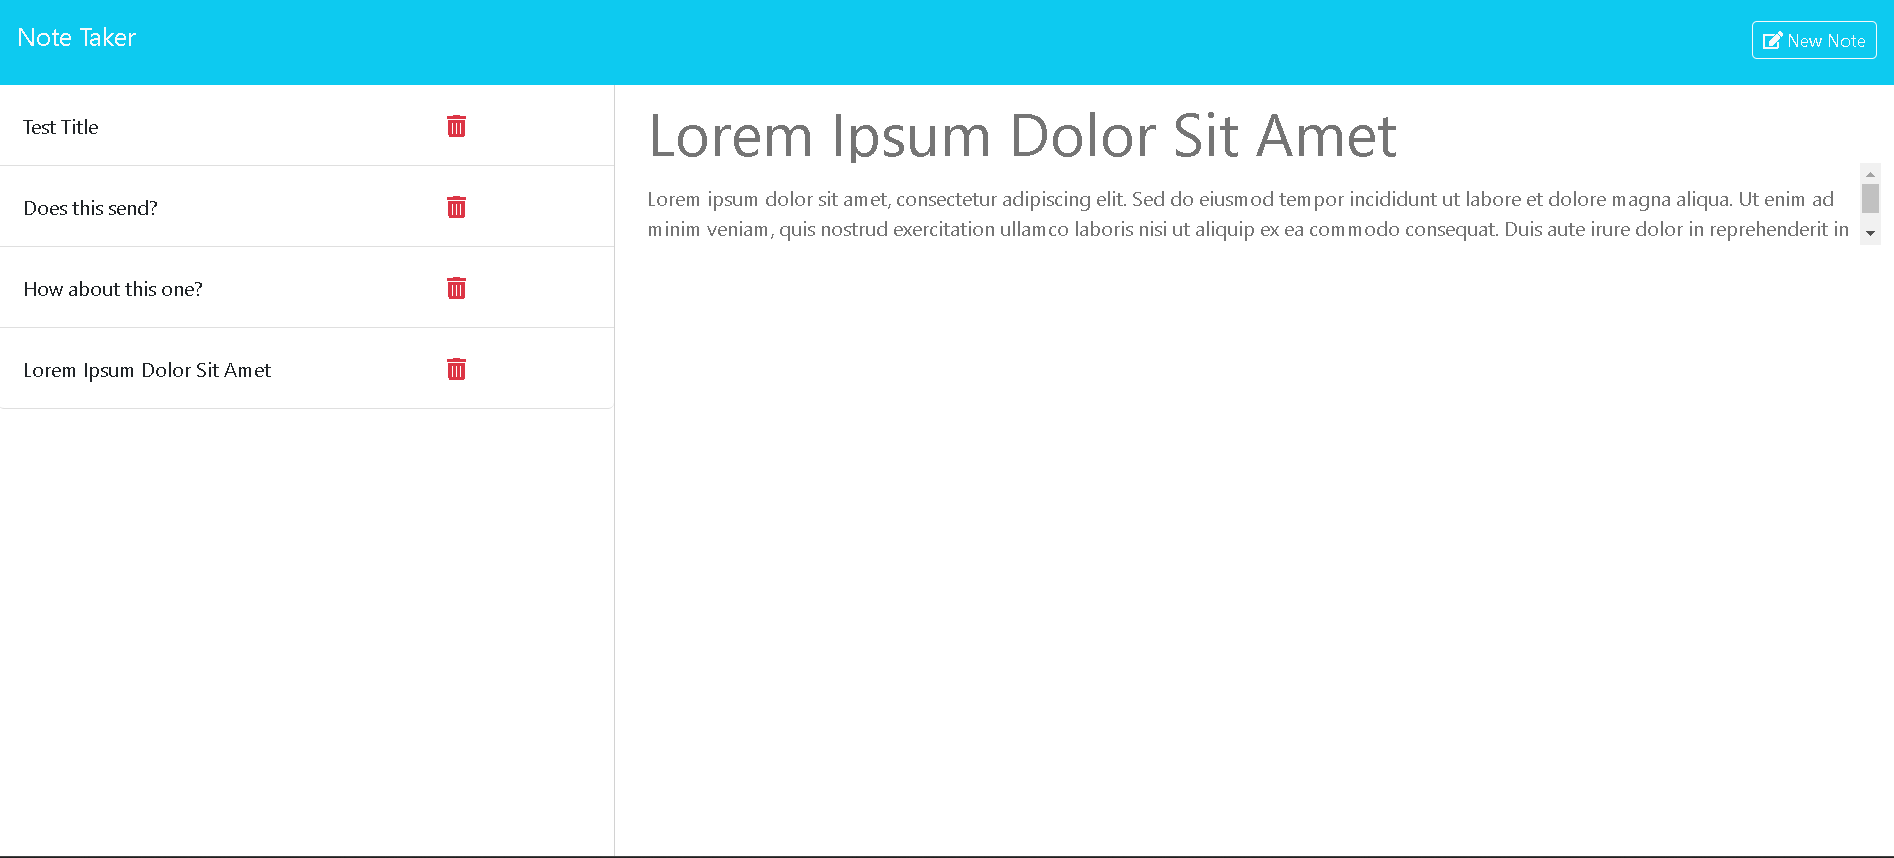 Note Taker
New Note
Test Title
Does this send?
How about this one?
Lorem Ipsum Dolor Sit Amet
Lorem Ipsum Dolor Sit Amet
Lorem ipsum dolor sit amet, consectetur adipiscing elit. Sed do eiusmod tempor incididunt ut labore et dolore magna aliqua. Ut enim ad
minim veniam, quis nostrud exercitation ullamco laboris nisi ut aliquip ex ea commodo consequat. Duis aute irure dolor in reprehenderit in